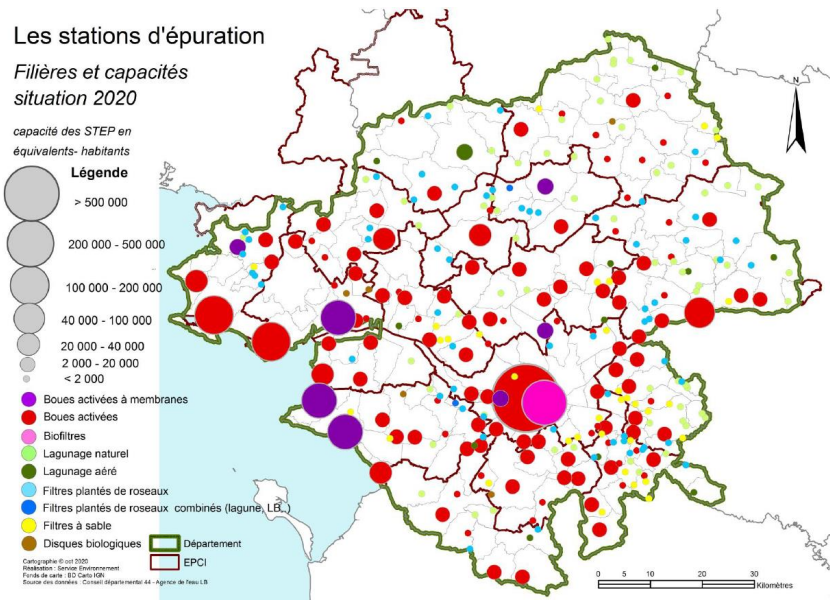 Les stations d'épuration
Filières et capacités
situation 2020
capacité des STEP en
équivalents- habitants
Légende
> 500 000
200 000 - 500 000
100 000 - 200 000
40 000 - 100 000
20 000 - 40 000
2 000 - 20 000
< 2 000
Boues activées à membranes
Boues activées
Biofiltres
Lagunage naturel
Lagunage aéré
Filtres plantés de roseaux
Filtres plantés de roseaux combinés (lagune, LB, )
Filtres à sable
Disques biologiques
Département
EPCI
Cartographie © oct 2020
Réalisation : Service Environnement
Fonds de carte : BD Carto IGN
Source des données : Conseil départemental 44 - Agence de l'eau LB
N
0 5 10 20 30
Kilomètres